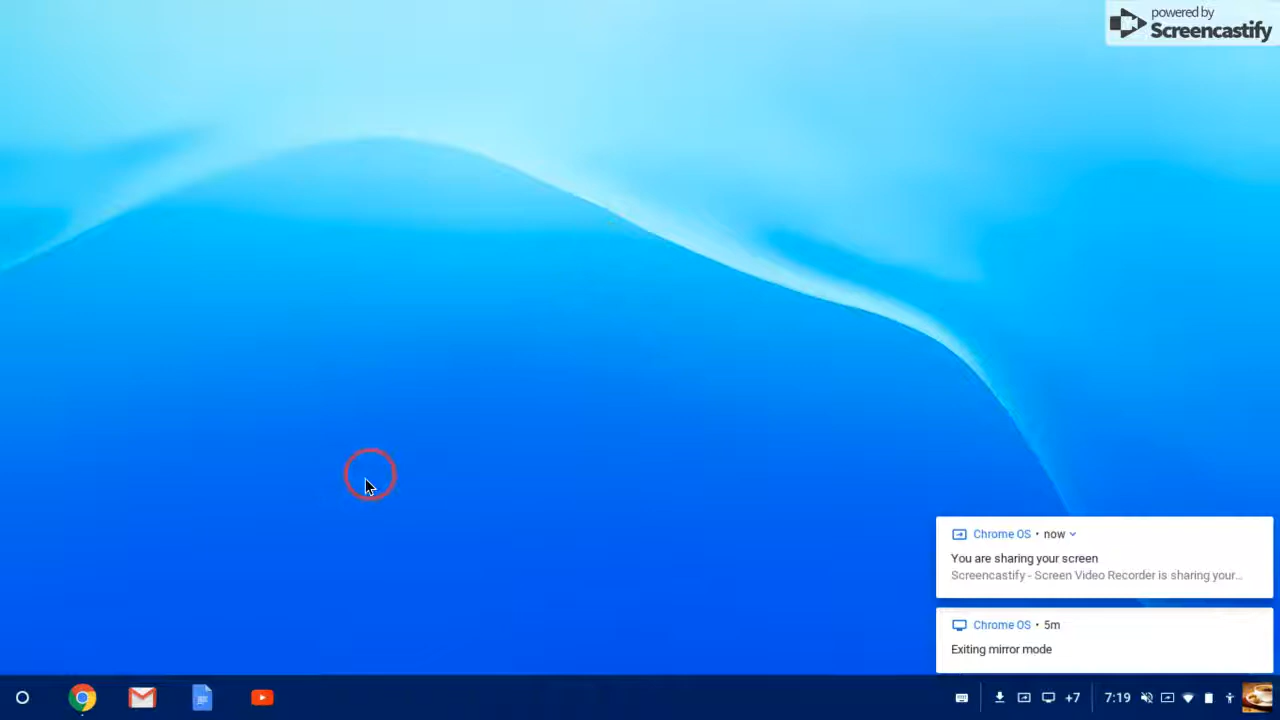 powered by
Screencastify
Chrome OS • now
You are sharing your screen
Screencastify - Screen Video Recorder is sharing your...
Chrome OS • 5m
Exiting mirror mode
+7
7:19